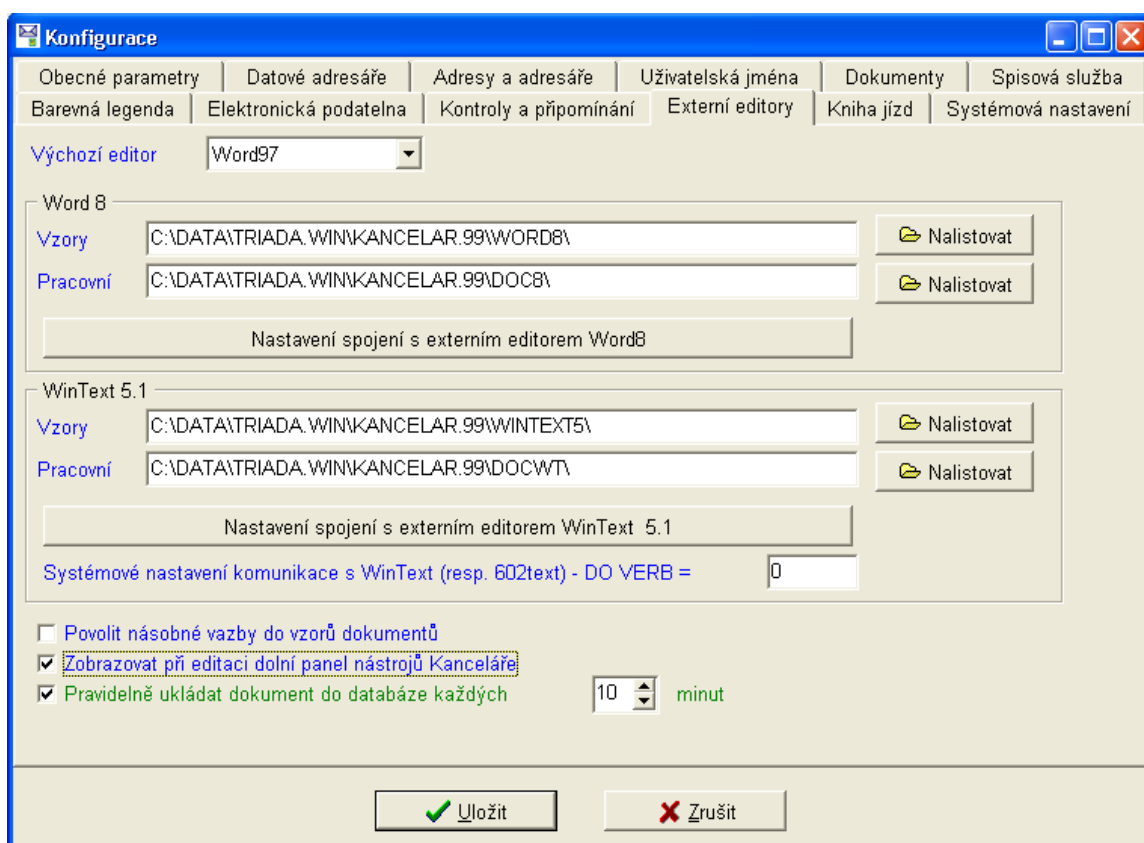 Konfigurace
Obecné parametry Datové adresáře Adresy a adresáře Uživatelská jména Dokumenty Spisová služba
Barevná legenda Elektronická podatelna Kontroly a připomínání Externí editory Kniha jízd Systémová nastavení
Výchozí editor Word97
Word 8
Vzory C:\DATA\TRIADA.WIN\KANCELAR.99\WORD8\ Nalistovat
Pracovní C:\DATA\TRIADA.WIN\KANCELAR.99\DOC8\ Nalistovat
Nastavení spojení s externím editorem Word8
WinText 5.1
Vzory C:\DATA\TRIADA.WIN\KANCELAR.99\WINTEXT5\ Nalistovat
Pracovní C:\DATA\TRIADA.WIN\KANCELAR.99\DOCWT\ Nalistovat
Nastavení spojení s externím editorem WinText 5.1
Systémové nastavení komunikace s WinText (resp. 602text) - DO VERB = 0
Povolit násobné vazby do vzorů dokumentů
Zobrazovat při editaci dolní panel nástrojů Kanceláře
Pravidelně ukládat dokument do databáze každých 10 minut
Uložit Zrušit